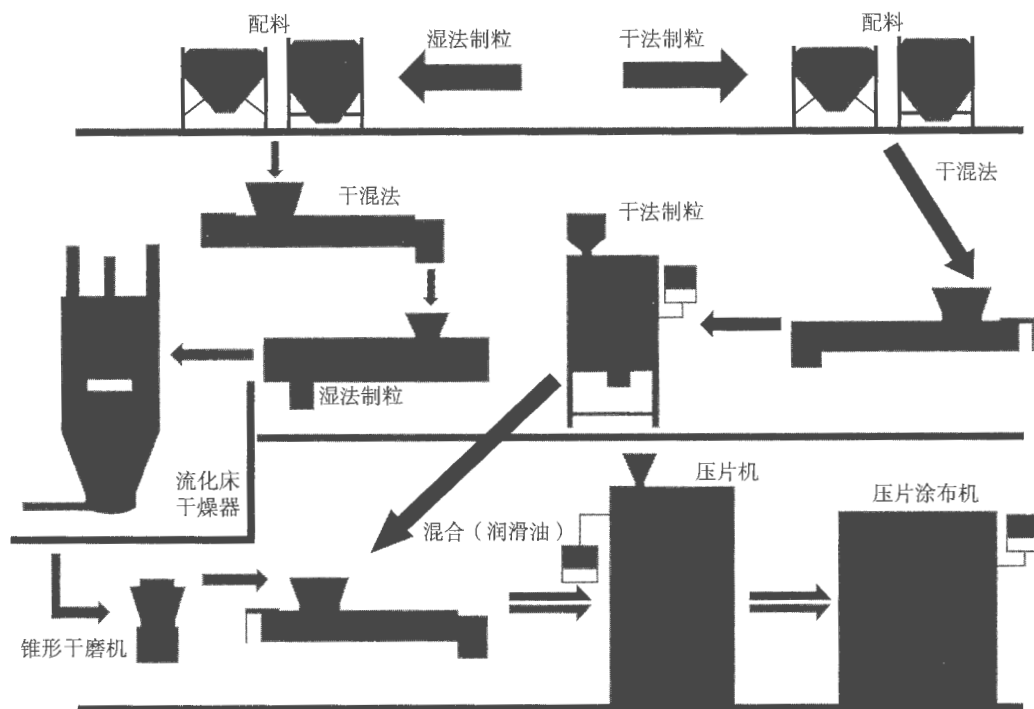 配料
湿法制粒
干法制粒
配料
干混法
干法制粒
干混法
湿法制粒
流化床
干燥器
混合（润滑油）
压片机
压片涂布机
锥形干磨机